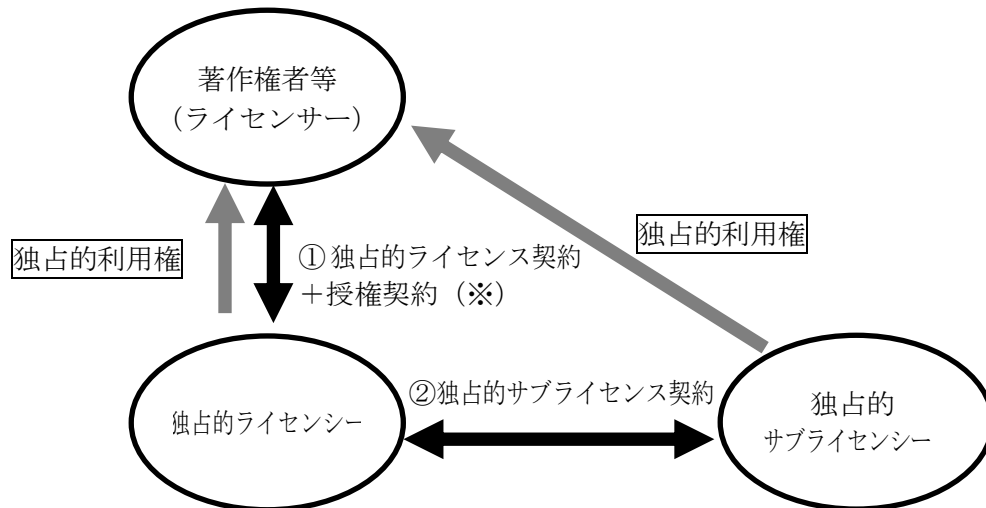 著作権者等
（ライセンサー）
独占的利用権
独占的利用権
①独占的ライセンス契約
＋授権契約（※）
②独占的サブライセンス契約
独占的ライセンシー
独占的
サブライセンシー